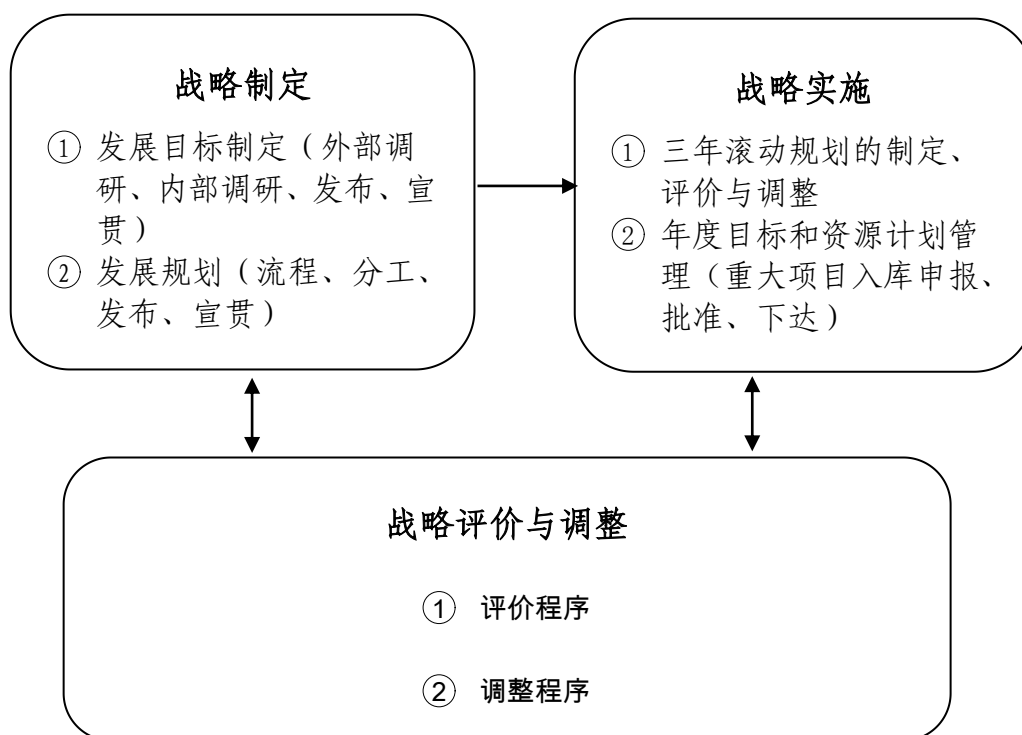 战略制定
① 发展目标制定（外部调
研、内部调研、发布、宣
贯）
② 发展规划（流程、分工、
发布、宣贯）
战略实施
① 三年滚动规划的制定、
评价与调整
② 年度目标和资源计划管
理（重大项目入库申报、
批准、下达）
战略评价与调整
① 评价程序
② 调整程序